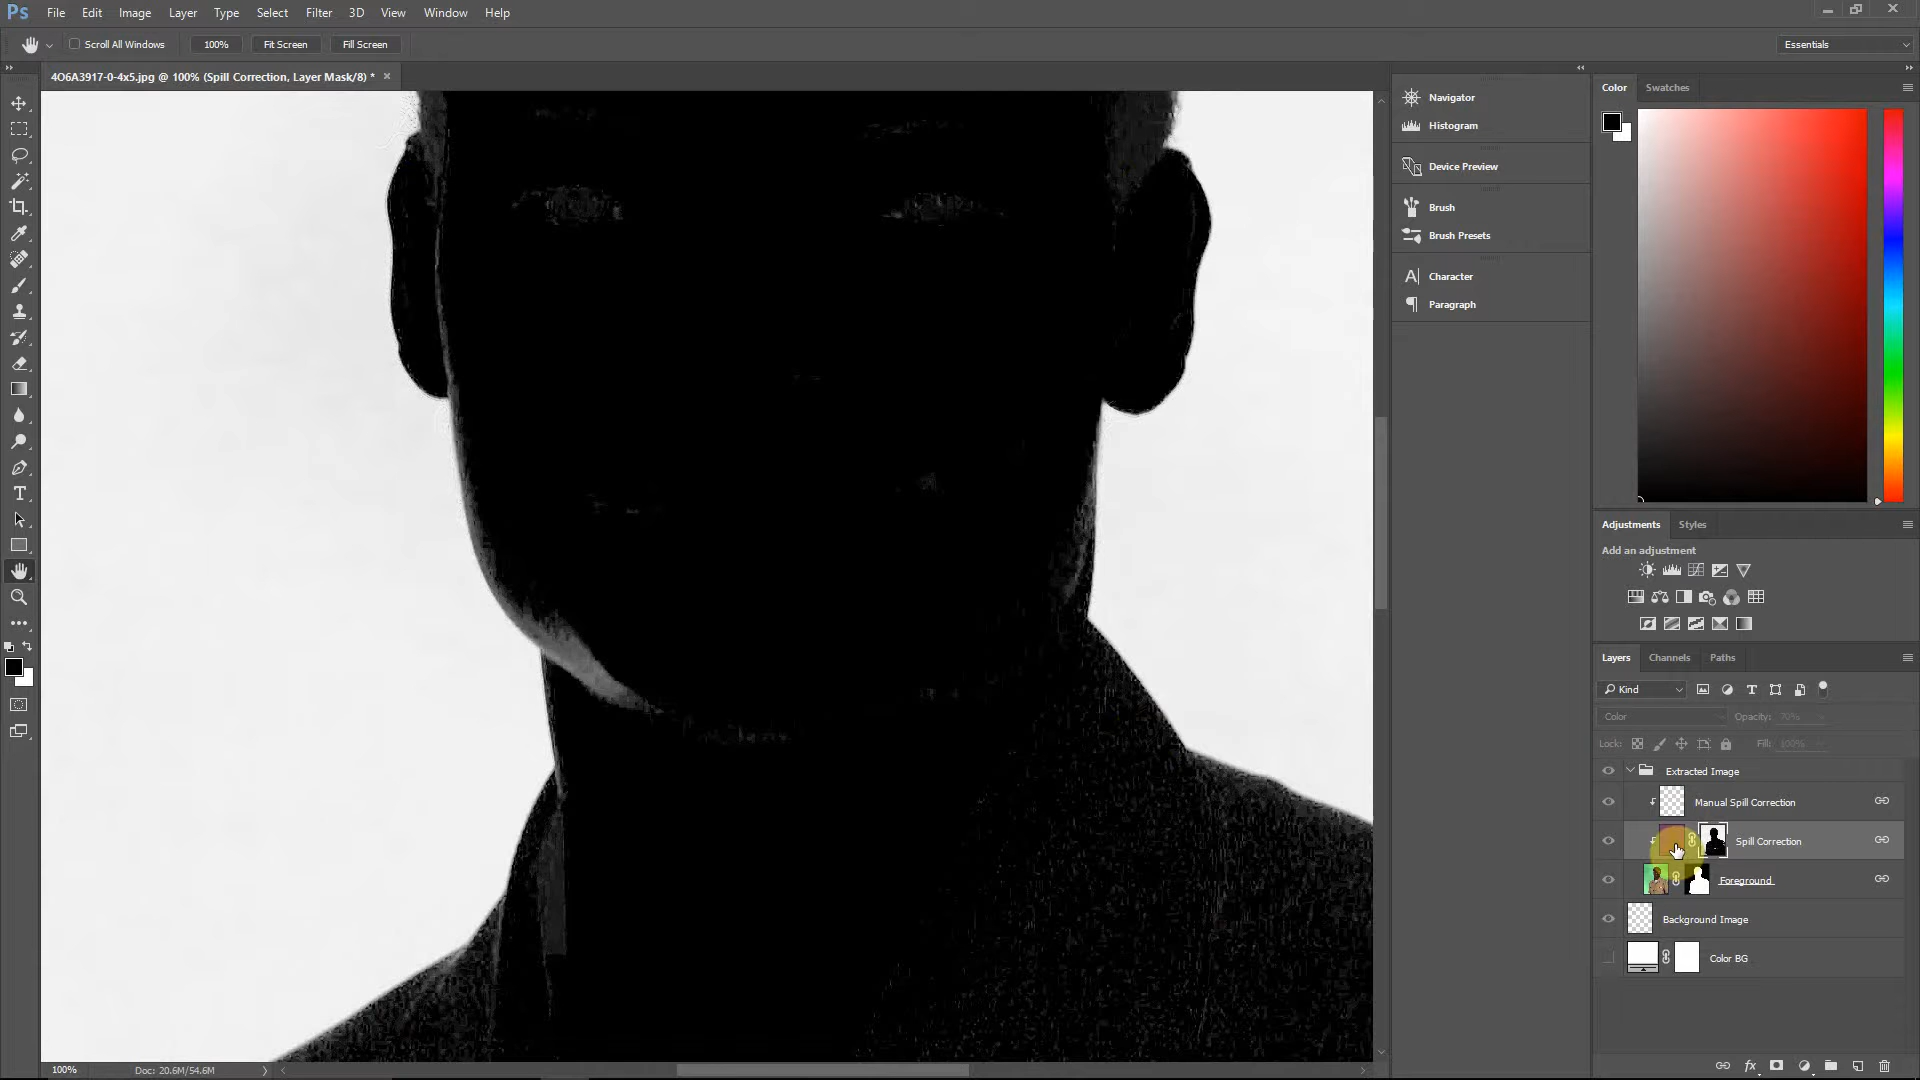 Ps File Edit Image Layer Type Select Filter 3D View Window Help
Scroll All Windows 100% Fit Screen Fill Screen Essentials
4O6A3917-0-4x5.jpg @ 100% (Spill Correction, Layer Mask/8) * ×
Navigator
Histogram
Device Preview
Brush
Brush Presets
Character
Paragraph
Color Swatches
Adjustments Styles
Add an adjustment
Layers Channels Paths
Kind
Color Opacity: 70%
Lock: Fill: 100%
Extracted Image
Manual Spill Correction
Spill Correction
Foreground
Background Image
Color BG
100% Doc: 20.6M/54.6M